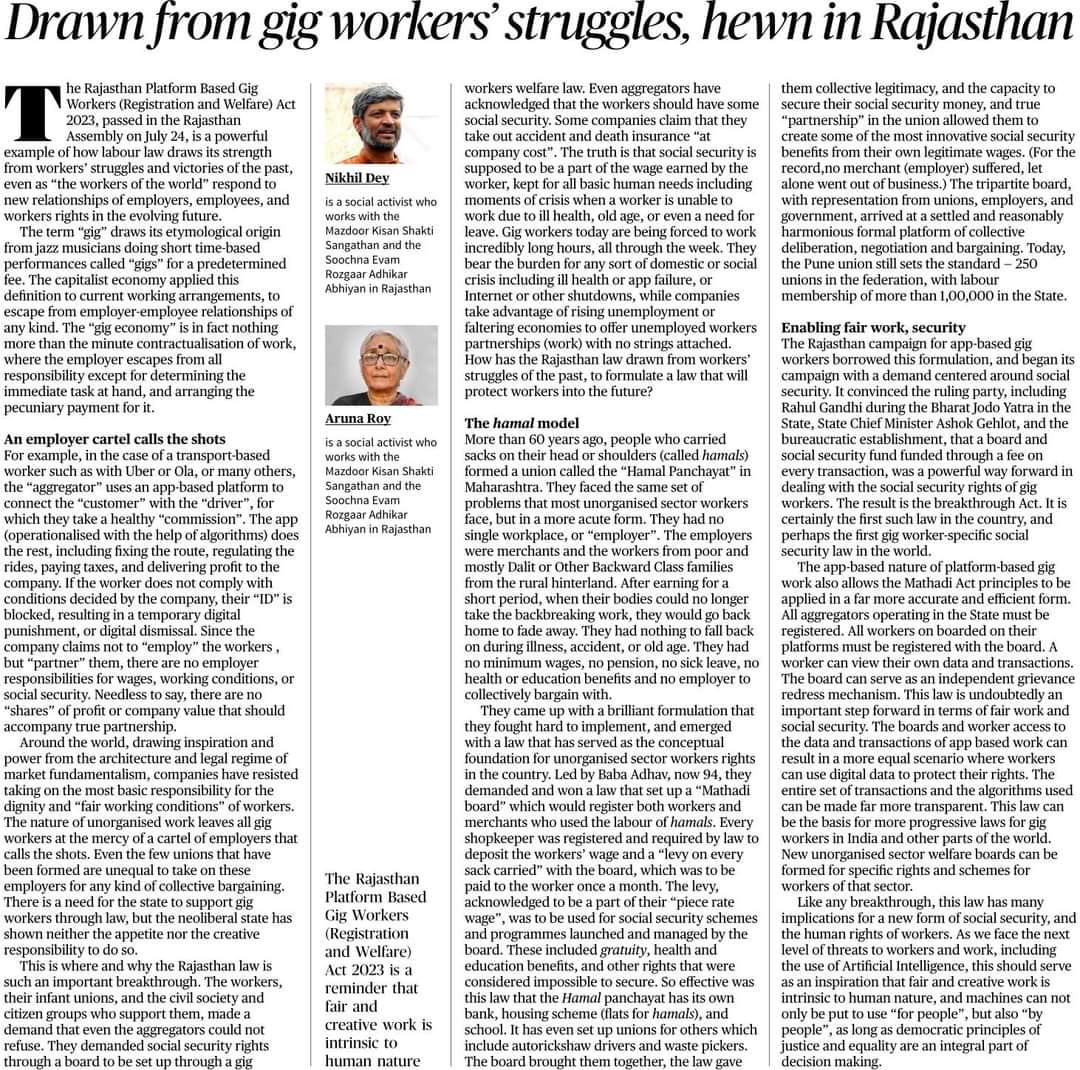 Drawn from gig workers' struggles, hewn in Rajasthan
The Rajasthan Platform Based Gig
Workers (Registration and Welfare) Act
2023, passed in the Rajasthan
Assembly on July 24, is a powerful
example of how labour law draws its strength
from workers' struggles and victories of the past,
even as “the workers of the world” respond to
new relationships of employers, employees, and
workers rights in the evolving future.
The term “gig” draws its etymological origin
from jazz musicians doing short time-based
performances called “gigs” for a predetermined
fee. The capitalist economy applied this
definition to current working arrangements, to
escape from employer-employee relationships of
any kind. The “gig economy” is in fact nothing
more than the minute contractualisation of work,
where the employer escapes from all
responsibility except for determining the
immediate task at hand, and arranging the
pecuniary payment for it.
An employer cartel calls the shots
For example, in the case of a transport-based
worker such as with Uber or Ola, or many others,
the “aggregator” uses an app-based platform to
connect the “customer” with the “driver”, for
which they take a healthy “commission”. The app
(operationalised with the help of algorithms) does
the rest, including fixing the route, regulating the
rides, paying taxes, and delivering profit to the
company. If the worker does not comply with
conditions decided by the company, their “ID” is
blocked, resulting in a temporary digital
punishment, or digital dismissal. Since the
company claims not to “employ” the workers ,
but “partner” them, there are no employer
responsibilities for wages, working conditions, or
social security. Needless to say, there are no
“shares” of profit or company value that should
accompany true partnership.
Around the world, drawing inspiration and
power from the architecture and legal regime of
market fundamentalism, companies have resisted
taking on the most basic responsibility for the
dignity and “fair working conditions” of workers.
The nature of unorganised work leaves all gig
workers at the mercy of a cartel of employers that
calls the shots. Even the few unions that have
been formed are unequal to take on these
employers for any kind of collective bargaining.
There is a need for the state to support gig
workers through law, but the neoliberal state has
shown neither the appetite nor the creative
responsibility to do so.
This is where and why the Rajasthan law is
such an important breakthrough. The workers,
their infant unions, and the civil society and
citizen groups who support them, made a
demand that even the aggregators could not
refuse. They demanded social security rights
through a board to be set up through a gig
Nikhil Dey
is a social activist who
works with the
Mazdoor Kisan Shakti
Sangathan and the
Soochna Evam
Rozgaar Adhikar
Abhiyan in Rajasthan
Aruna Roy
is a social activist who
works with the
Mazdoor Kisan Shakti
Sangathan and the
Soochna Evam
Rozgaar Adhikar
Abhiyan in Rajasthan
The Rajasthan
Platform Based
Gig Workers
(Registration
and Welfare)
Act 2023 is a
reminder that
fair and
creative work is
intrinsic to
human nature
workers welfare law. Even aggregators have
acknowledged that the workers should have some
social security. Some companies claim that they
take out accident and death insurance “at
company cost”. The truth is that social security is
supposed to be a part of the wage earned by the
worker, kept for all basic human needs including
moments of crisis when a worker is unable to
work due to ill health, old age, or even a need for
leave. Gig workers today are being forced to work
incredibly long hours, all through the week. They
bear the burden for any sort of domestic or social
crisis including ill health or app failure, or
Internet or other shutdowns, while companies
take advantage of rising unemployment or
faltering economies to offer unemployed workers
partnerships (work) with no strings attached.
How has the Rajasthan law drawn from workers'
struggles of the past, to formulate a law that will
protect workers into the future?
The hamal model
More than 60 years ago, people who carried
sacks on their head or shoulders (called hamals)
formed a union called the “Hamal Panchayat” in
Maharashtra. They faced the same set of
problems that most unorganised sector workers
face, but in a more acute form. They had no
single workplace, or “employer”. The employers
were merchants and the workers from poor and
mostly Dalit or Other Backward Class families
from the rural hinterland. After earning for a
short period, when their bodies could no longer
take the backbreaking work, they would go back
home to fade away. They had nothing to fall back
on during illness, accident, or old age. They had
no minimum wages, no pension, no sick leave, no
health or education benefits and no employer to
collectively bargain with.
They came up with a brilliant formulation that
they fought hard to implement, and emerged
with a law that has served as the conceptual
foundation for unorganised sector workers rights
in the country. Led by Baba Adhav, now 94, they
demanded and won a law that set up a “Mathadi
board” which would register both workers and
merchants who used the labour of hamals. Every
shopkeeper was registered and required by law to
deposit the workers' wage and a “levy on every
sack carried” with the board, which was to be
paid to the worker once a month. The levy,
acknowledged to be a part of their “piece rate
wage”, was to be used for social security schemes
and programmes launched and managed by the
board. These included gratuity, health and
education benefits, and other rights that were
considered impossible to secure. So effective was
this law that the Hamal panchayat has its own
bank, housing scheme (flats for hamals), and
school. It has even set up unions for others which
include autorickshaw drivers and waste pickers.
The board brought them together, the law gave
them collective legitimacy, and the capacity to
secure their social security money, and true
“partnership” in the union allowed them to
create some of the most innovative social security
benefits from their own legitimate wages. (For the
record,no merchant (employer) suffered, let
alone went out of business.) The tripartite board,
with representation from unions, employers, and
government, arrived at a settled and reasonably
harmonious formal platform of collective
deliberation, negotiation and bargaining. Today,
the Pune union still sets the standard – 250
unions in the federation, with labour
membership of more than 1,00,000 in the State.
Enabling fair work, security
The Rajasthan campaign for app-based gig
workers borrowed this formulation, and began its
campaign with a demand centered around social
security. It convinced the ruling party, including
Rahul Gandhi during the Bharat Jodo Yatra in the
State, State Chief Minister Ashok Gehlot, and the
bureaucratic establishment, that a board and
social security fund funded through a fee on
every transaction, was a powerful way forward in
dealing with the social security rights of gig
workers. The result is the breakthrough Act. It is
certainly the first such law in the country, and
perhaps the first gig worker-specific social
security law in the world.
The app-based nature of platform-based gig
work also allows the Mathadi Act principles to be
applied in a far more accurate and efficient form.
All aggregators operating in the State must be
registered. All workers on boarded on their
platforms must be registered with the board. A
worker can view their own data and transactions.
The board can serve as an independent grievance
redress mechanism. This law is undoubtedly an
important step forward in terms of fair work and
social security. The boards and worker access to
the data and transactions of app based work can
result in a more equal scenario where workers
can use digital data to protect their rights. The
entire set of transactions and the algorithms used
can be made far more transparent. This law can
be the basis for more progressive laws for gig
workers in India and other parts of the world.
New unorganised sector welfare boards can be
formed for specific rights and schemes for
workers of that sector.
Like any breakthrough, this law has many
implications for a new form of social security, and
the human rights of workers. As we face the next
level of threats to workers and work, including
the use of Artificial Intelligence, this should serve
as an inspiration that fair and creative work is
intrinsic to human nature, and machines can not
only be put to use “for people”, but also “by
people”, as long as democratic principles of
justice and equality are an integral part of
decision making.